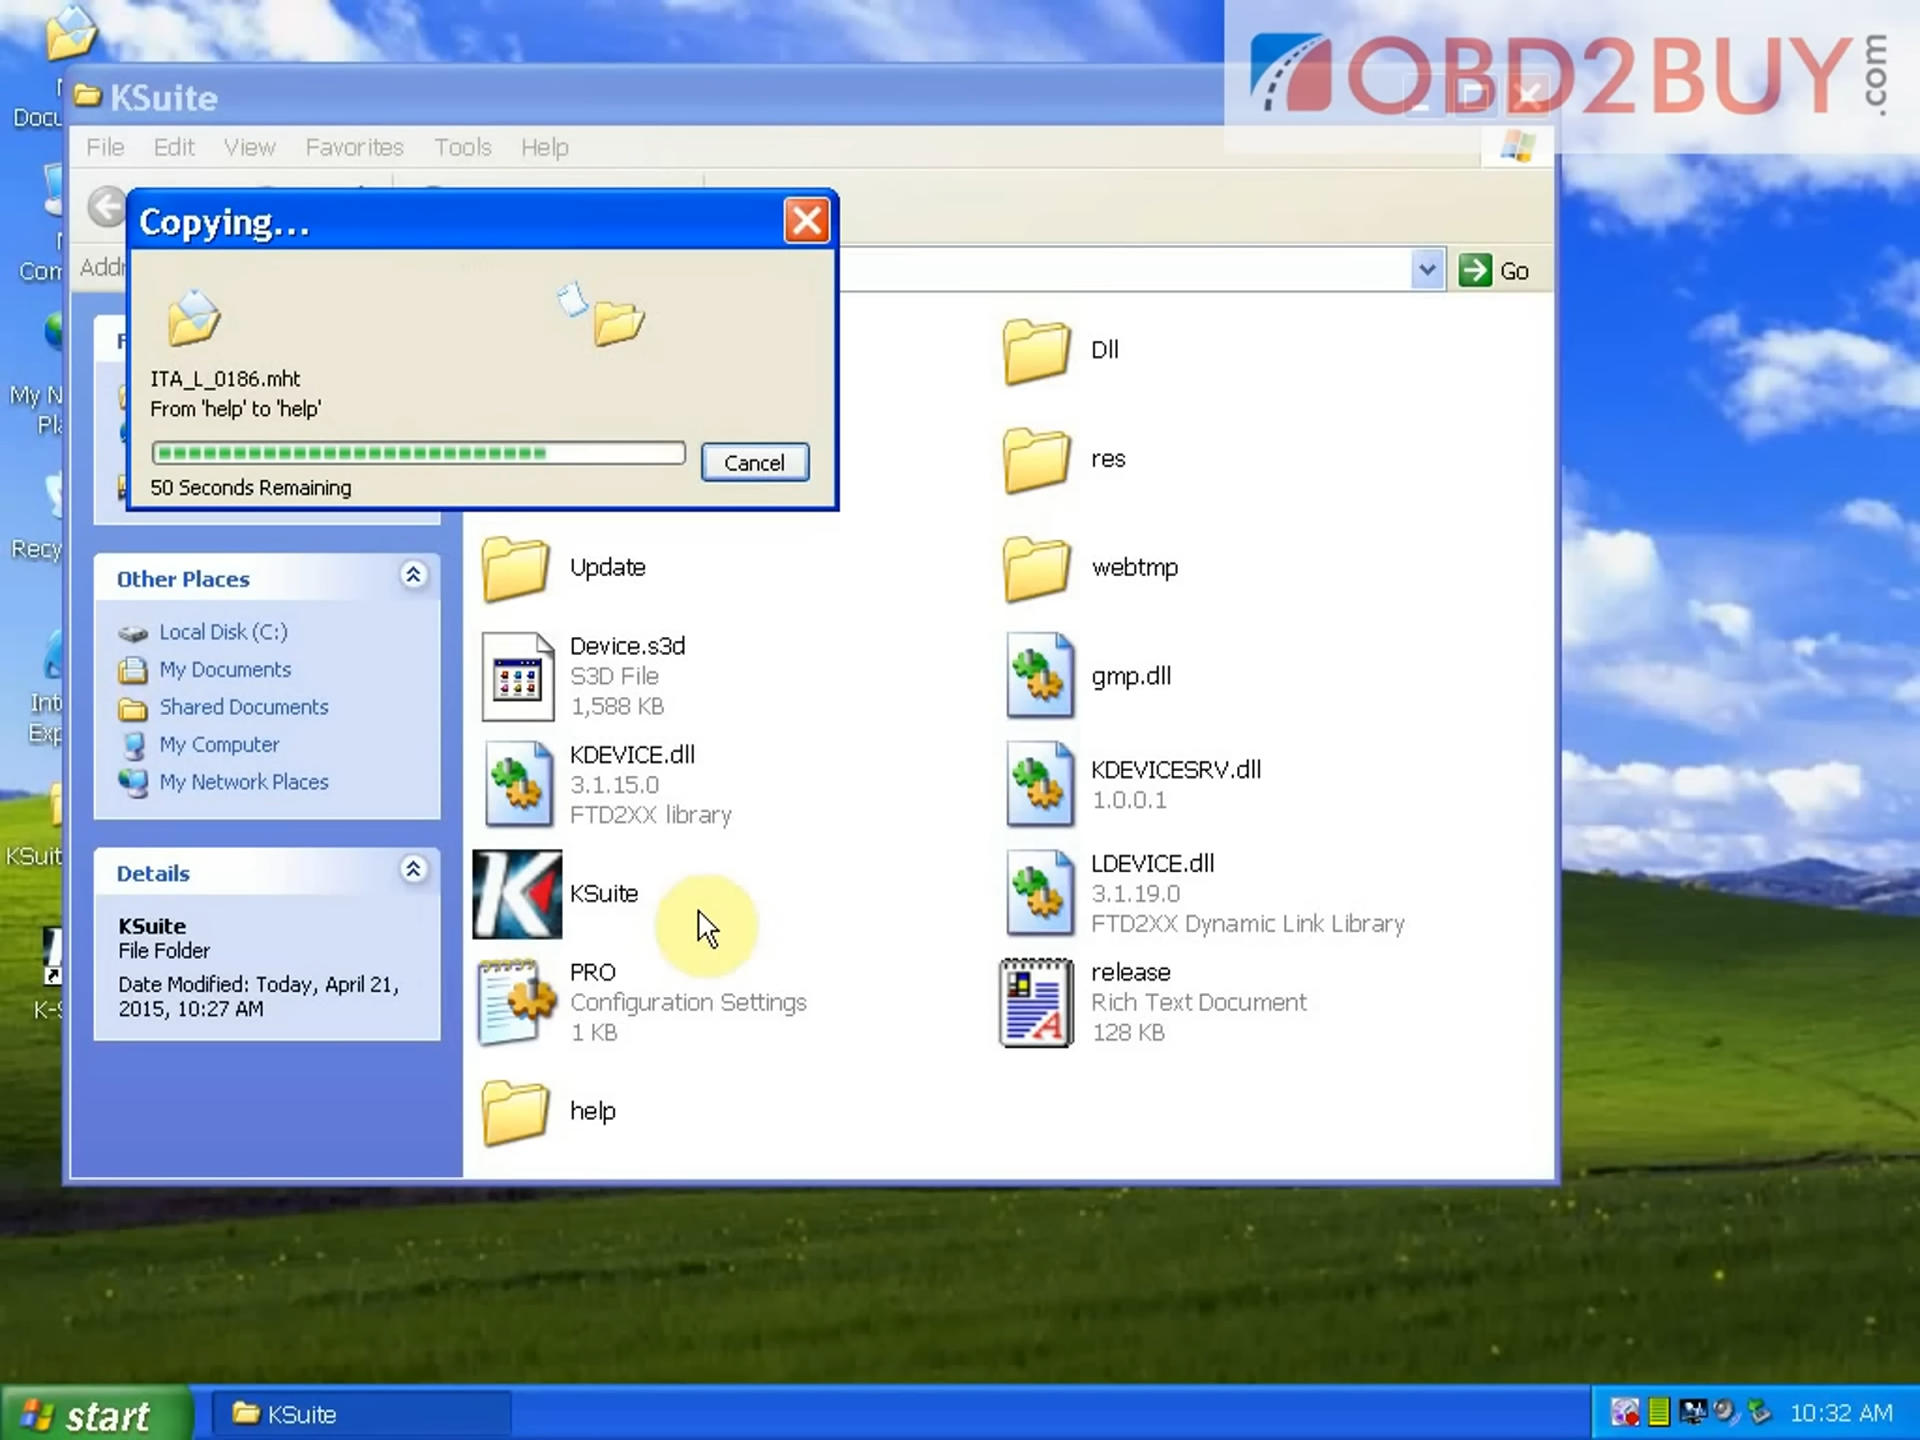 OBD2BUY.com
KSuite
File Edit View Favorites Tools Help
Copying...
Go
ITA_L_0186.mht
From 'help' to 'help'
Cancel
50 Seconds Remaining
Dll
res
Update
webtmp
Device.s3d
S3D File
1,588 KB
gmp.dll
KDEVICE.dll
3.1.15.0
FTD2XX library
KDEVICESRV.dll
1.0.0.1
KSuite
LDEVICE.dll
3.1.19.0
FTD2XX Dynamic Link Library
PRO
Configuration Settings
1 KB
release
Rich Text Document
128 KB
help
Other Places
Local Disk (C:)
My Documents
Shared Documents
My Computer
My Network Places
Details
KSuite
File Folder
Date Modified: Today, April 21,
2015, 10:27 AM
My N
start
KSuite
10:32 AM